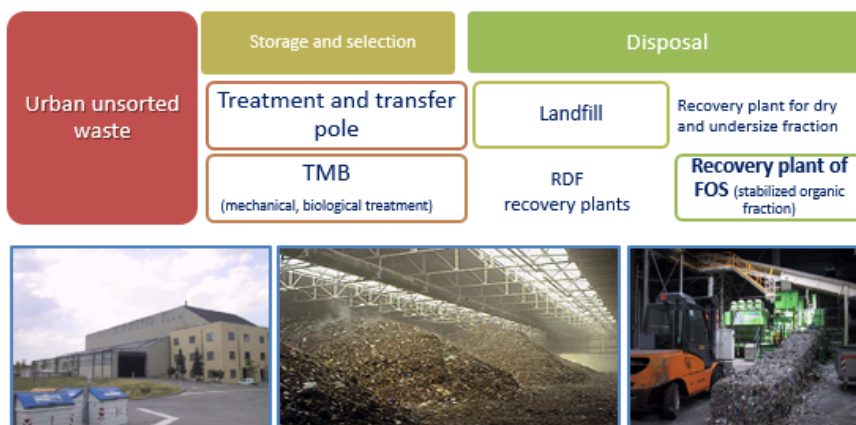 Urban unsorted
waste
Storage and selection
Disposal
Treatment and transfer
pole
Landfill
Recovery plant for dry
and undersize fraction
TMB
(mechanical, biological treatment)
RDF
recovery plants
Recovery plant of
FOS (stabilized organic
fraction)